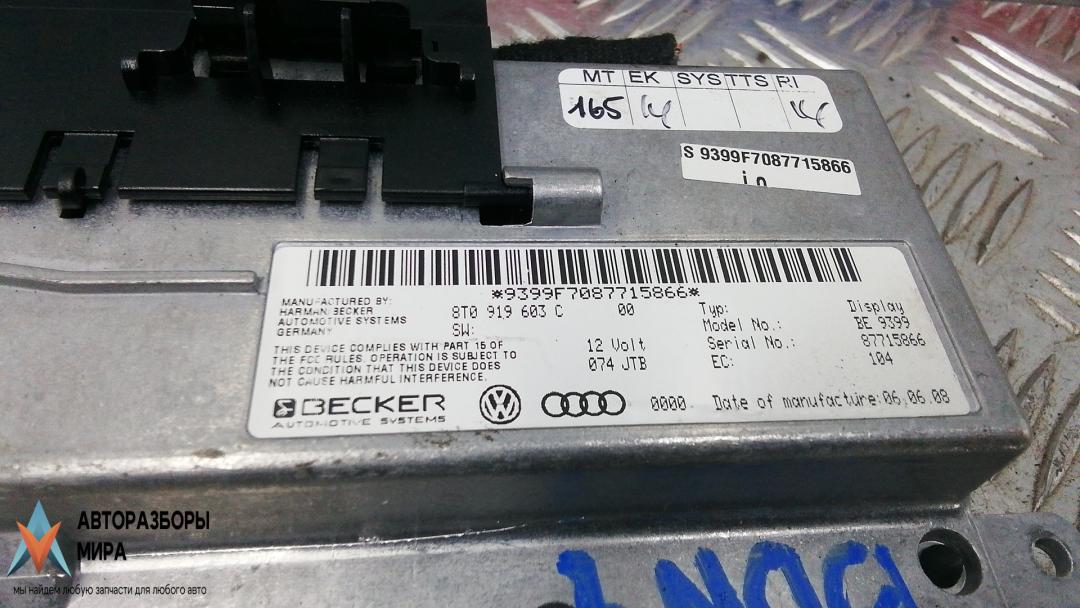 MT EK SYS TTS P.I
165
S 9399F7087715866
*9399F7087715866*
MANUFACTURED BY:
HARMAN/BECKER
AUTOMOTIVE SYSTEMS
GERMANY
8T0 919 603 C 00
SW:
12 Volt
074 JTB
Typ: Display
Model No.: BE 9399
Serial No.: 87715866
EC: 104
THIS DEVICE COMPLIES WITH PART 15 OF
THE FCC RULES. OPERATION IS SUBJECT TO
THE CONDITION THAT THIS DEVICE DOES
NOT CAUSE HARMFUL INTERFERENCE.
BECKER
AUTOMOTIVE SYSTEMS
0000 Date of manufacture: 06.06.08
АВТОРАЗБОРЫ
МИРА
мы найдем любую запчасти для любого авто